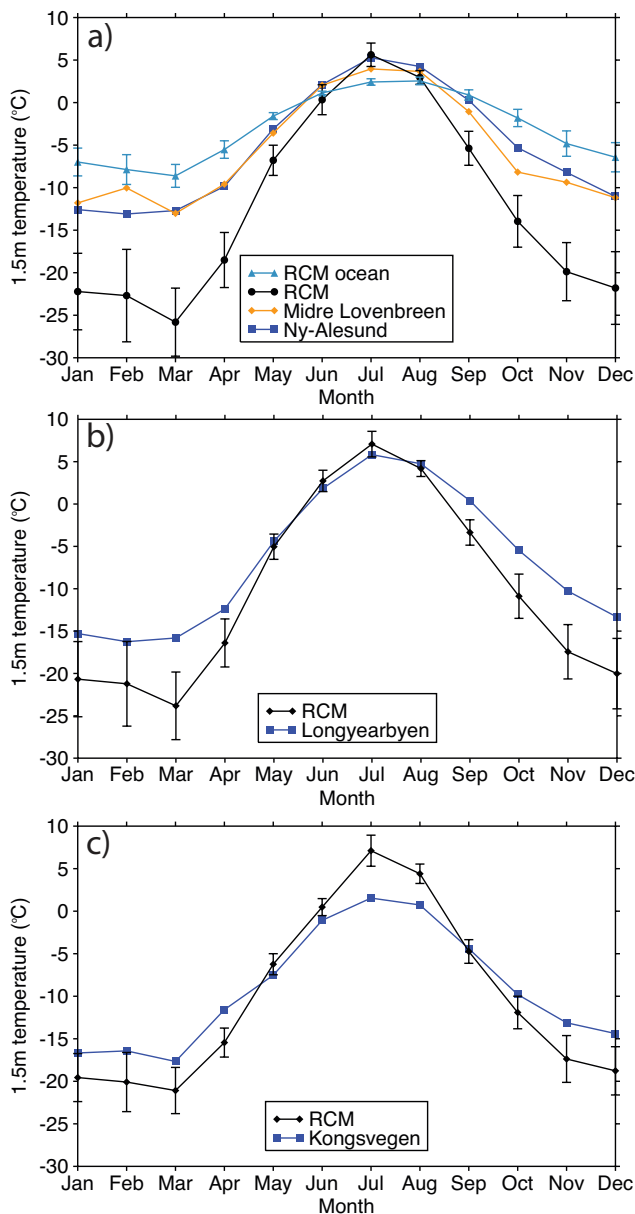 a)
10
5
0
-5
-10
-15
-20
-25
-30
1.5m temperature (°C)
RCM ocean
RCM
Midre Lovenbreen
Ny-Alesund
Jan Feb Mar Apr May Jun Jul Aug Sep Oct Nov Dec
Month
b)
10
5
0
-5
-10
-15
-20
-25
-30
1.5m temperature (°C)
RCM
Longyearbyen
Jan Feb Mar Apr May Jun Jul Aug Sep Oct Nov Dec
Month
c)
10
5
0
-5
-10
-15
-20
-25
-30
1.5m temperature (°C)
RCM
Kongsvegen
Jan Feb Mar Apr May Jun Jul Aug Sep Oct Nov Dec
Month